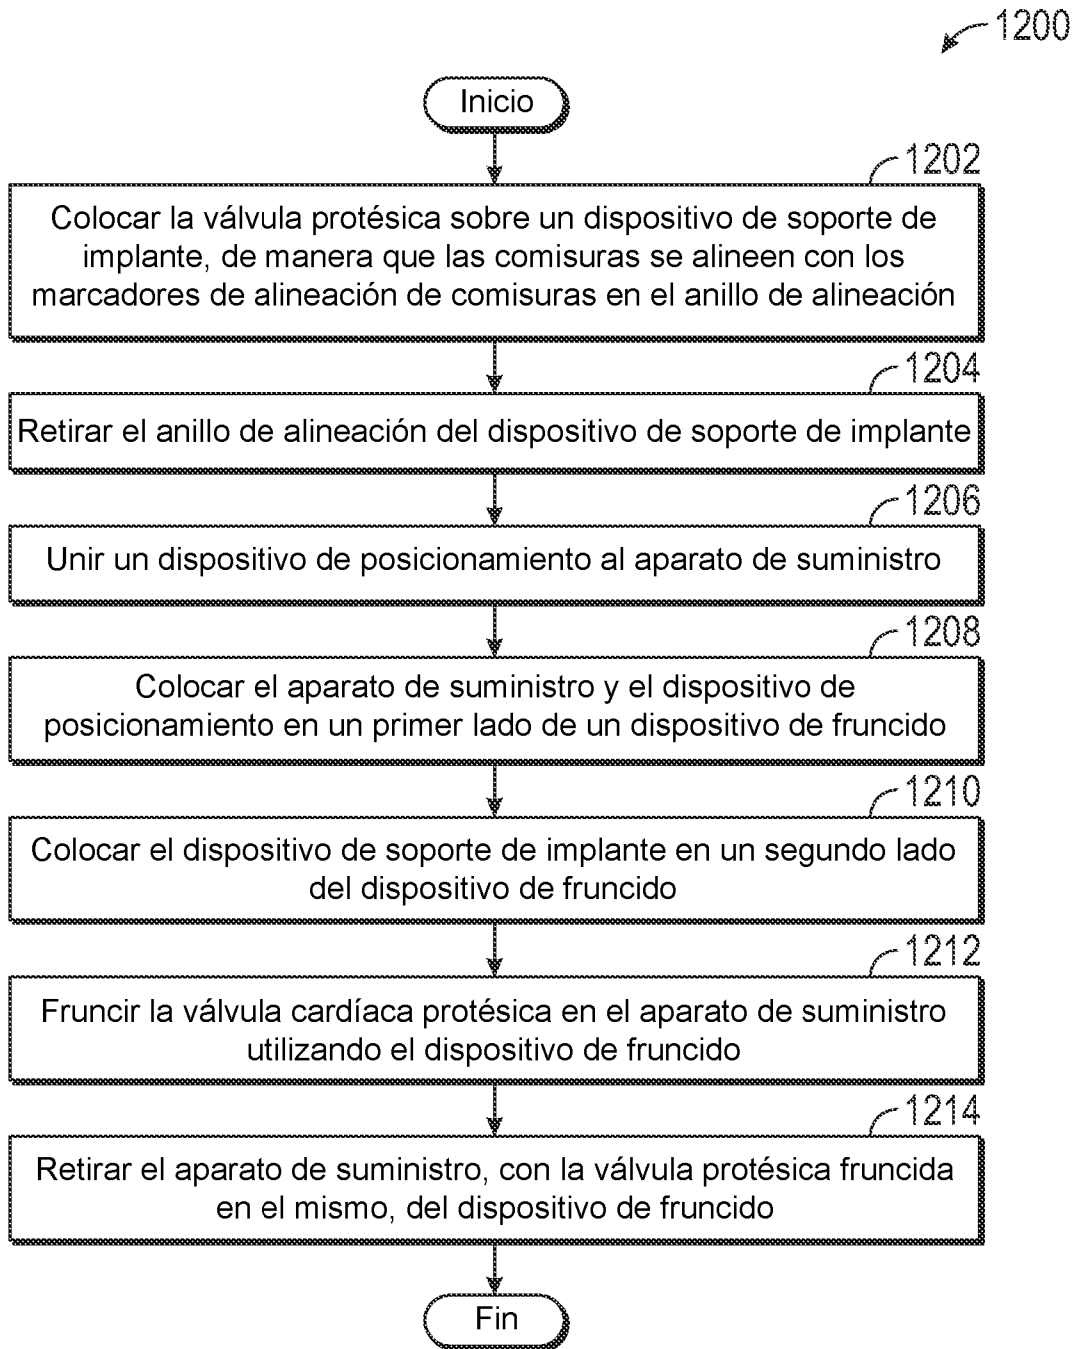 1200
Inicio
1202
Colocar la válvula protésica sobre un dispositivo de soporte de
implante, de manera que las comisuras se alineen con los
marcadores de alineación de comisuras en el anillo de alineación
1204
Retirar el anillo de alineación del dispositivo de soporte de implante
1206
Unir un dispositivo de posicionamiento al aparato de suministro
1208
Colocar el aparato de suministro y el dispositivo de
posicionamiento en un primer lado de un dispositivo de fruncido
1210
Colocar el dispositivo de soporte de implante en un segundo lado
del dispositivo de fruncido
1212
Fruncir la válvula cardíaca protésica en el aparato de suministro
utilizando el dispositivo de fruncido
1214
Retirar el aparato de suministro, con la válvula protésica fruncida
en el mismo, del dispositivo de fruncido
Fin